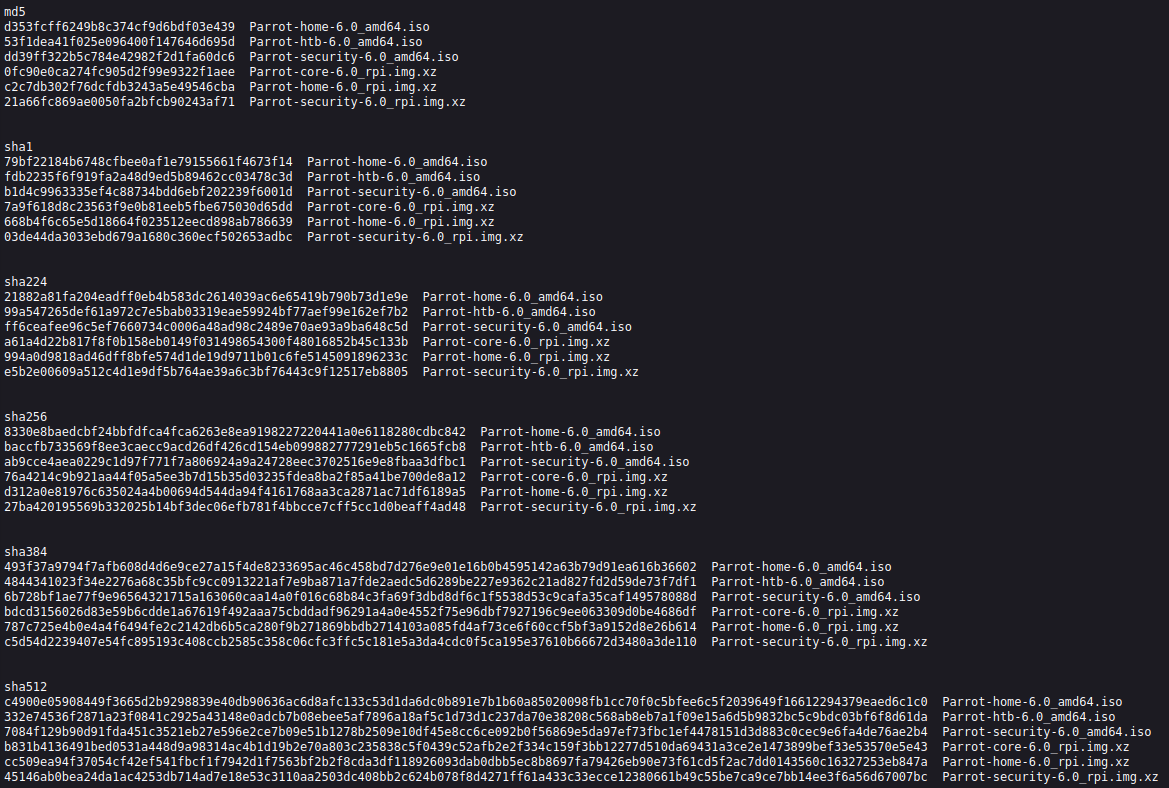 md5
d353fcff6249b8c374cf9d6bdf03e439  Parrot-home-6.0_amd64.iso
53f1dea41f025e096400f147646d695d  Parrot-htb-6.0_amd64.iso
dd39ff322b5c784e42982f2d1fa60dc6  Parrot-security-6.0_amd64.iso
0fc90e0ca274fc905d2f99e9322f1aee  Parrot-core-6.0_rpi.img.xz
c2c7db302f76dcfdb3243a5e49546cba  Parrot-home-6.0_rpi.img.xz
21a66fc869ae0050fa2bfcb90243af71  Parrot-security-6.0_rpi.img.xz
sha1
79bf22184b6748cfbee0af1e79155661f4673f14  Parrot-home-6.0_amd64.iso
fdb2235f6f919fa2a48d9ed5b89462cc03478c3d  Parrot-htb-6.0_amd64.iso
b1d4c9963335ef4c88734bdd6ebf202239f6001d  Parrot-security-6.0_amd64.iso
7a9f618d8c23563f9e0b81eeb5fbe675030d65dd  Parrot-core-6.0_rpi.img.xz
668b4f6c65e5d18664f023512eecd898ab786639  Parrot-home-6.0_rpi.img.xz
03de44da3033ebd679a1680c360ecf502653adbc  Parrot-security-6.0_rpi.img.xz
sha224
21882a81fa204eadff0eb4b583dc2614039ac6e65419b790b73d1e9e  Parrot-home-6.0_amd64.iso
99a547265def61a972c7e5bab03319eae59924bf77aef99e162ef7b2  Parrot-htb-6.0_amd64.iso
ff6ceafee96c5ef7660734c0006a48ad98c2489e70ae93a9ba648c5d  Parrot-security-6.0_amd64.iso
a61a4d22b817f8f0b158eb0149f031498654300f48016852b45c133b  Parrot-core-6.0_rpi.img.xz
994a0d9818ad46dff8bfe574d1de19d9711b01c6fe5145091896233c  Parrot-home-6.0_rpi.img.xz
e5b2e00609a512c4d1e9df5b764ae39a6c3bf76443c9f12517eb8805  Parrot-security-6.0_rpi.img.xz
sha256
8330e8baedcbf24bbfdfca4fca6263e8ea9198227220441a0e6118280cdbc842  Parrot-home-6.0_amd64.iso
baccfb733569f8ee3caecc9acd26df426cd154eb099882777291eb5c1665fcb8  Parrot-htb-6.0_amd64.iso
ab9cce4aea0229c1d97f771f7a806924a9a24728eec3702516e9e8fbaa3dfbc1  Parrot-security-6.0_amd64.iso
76a4214c9b921aa44f05a5ee3b7d15b35d03235fdea8ba2f85a41be700de8a12  Parrot-core-6.0_rpi.img.xz
d312a0e81976c635024a4b00694d544da94f4161768aa3ca2871ac71df6189a5  Parrot-home-6.0_rpi.img.xz
27ba420195569b332025b14bf3dec06efb781f4bbcce7cff5cc1d0beaff4ad48  Parrot-security-6.0_rpi.img.xz
sha384
493f37a9794f7afb608d4d6e9ce27a15f4de8233695ac46c458bd7d276e9e01e16b0b4595142a63b79d91ea616b36602  Parrot-home-6.0_amd64.iso
4844341023f34e2276a68c35bfc9cc0913221af7e9ba871a7fde2aedc5d6289be227e9362c21ad827fd2d59de73f7df1  Parrot-htb-6.0_amd64.iso
6b728bf1ae77f9e96564321715a163060caa14a0f016c68b84c3fa69f3dbd8df6c1f5538d53c9cafa35caf149578088d  Parrot-security-6.0_amd64.iso
bdcd3156026d83e59b6cdde1a67619f492aaa75cbddadf96291a4a0e4552f75e96dbf7927196c9ee063309d0be4686df  Parrot-core-6.0_rpi.img.xz
787c725e4b0e4a4f6494fe2c2142db6b5ca280f9b271869bbdb2714103a085fd4af73ce6f60ccf5bf3a9152d8e26b614  Parrot-home-6.0_rpi.img.xz
c5d54d2239407e54fc895193c408ccb2585c358c06cfc3ffc5c181e5a3da4cdc0f5ca195e37610b66672d3480a3de110  Parrot-security-6.0_rpi.img.xz
sha512
c4900e05908449f3665d2b9298839e40db90636ac6d8afc133c53d1da6dc0b891e7b1b60a85020098fb1cc70f0c5bfee6c5f2039649f16612294379eaed6c1c0  Parrot-home-6.0_amd64.iso
332e74536f2871a23f0841c2925a43148e0adcb7b08ebee5af7896a18af5c1d73d1c237da70e38208c568ab8eb7a1f09e15a6d5b9832bc5c9bdc03bf6f8d61da  Parrot-htb-6.0_amd64.iso
7084f129b90d91fda451c3521eb27e596e2ce7b09e51b1278b2509e10df45e8cc6ce092b0f56869e5da97ef73fbc1ef4478151d3d883c0cec9e6fa4de76ae2b4  Parrot-security-6.0_amd64.iso
b831b4136491bed0531a448d9a98314ac4b1d19b2e70a803c235838c5f0439c52afb2e2f334c159f3bb12277d510da69431a3ce2e1473899bef33e53570e5e43  Parrot-core-6.0_rpi.img.xz
cc509ea94f37054cf42ef541fbcf1f7942d1f7563bf2b2f8cda3df118926093dab0dbb5ec8b8697fa79426eb90e73f61cd5f2ac7dd0143560c16327253eb847a  Parrot-home-6.0_rpi.img.xz
45146ab0bea24da1ac4253db714ad7e18e53c3110aa2503dc408bb2c624b078f8d4271ff61a433c33ecce12380661b49c55be7ca9ce7bb14ee3f6a56d67007bc  Parrot-security-6.0_rpi.img.xz